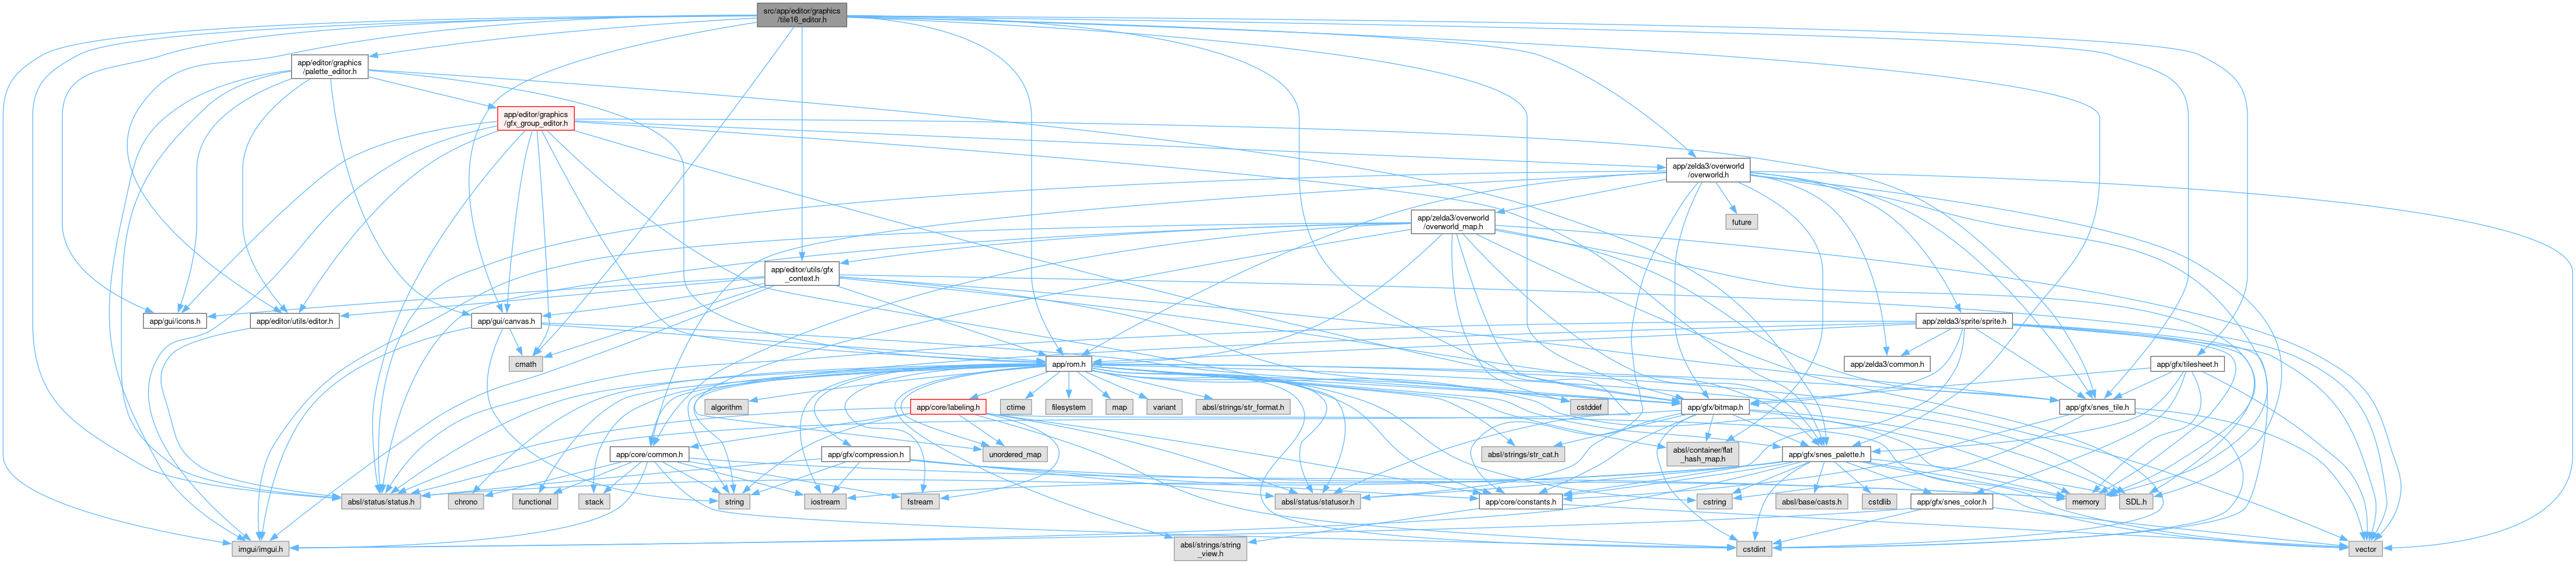 src/app/editor/graphics
/tile16_editor.h
app/editor/graphics
/palette_editor.h
app/editor/graphics
/gfx_group_editor.h
app/zelda3/overworld
/overworld.h
app/zelda3/overworld
/overworld_map.h
future
app/editor/utils/gfx
_context.h
app/gui/icons.h
app/editor/utils/editor.h
app/gui/canvas.h
app/zelda3/sprite/sprite.h
cmath
app/rom.h
app/zelda3/common.h
app/gfx/tilesheet.h
algorithm
app/core/labeling.h
ctime
filesystem
map
variant
absl/strings/str_format.h
cstddef
app/gfx/bitmap.h
app/gfx/snes_tile.h
app/core/common.h
app/gfx/compression.h
unordered_map
absl/strings/str_cat.h
absl/container/flat
_hash_map.h
app/gfx/snes_palette.h
absl/status/status.h
chrono
functional
stack
string
iostream
fstream
absl/status/statusor.h
app/core/constants.h
cstring
absl/base/casts.h
cstdlib
app/gfx/snes_color.h
memory
SDL.h
imgui/imgui.h
absl/strings/string
_view.h
cstdint
vector